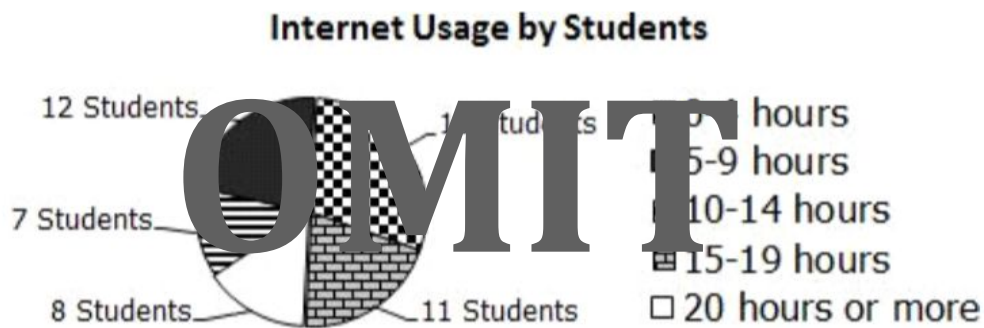 Internet Usage by Students
OMIT
12 Students
7 Students
8 Students
11 Students
hours
5-9 hours
10-14 hours
15-19 hours
20 hours or more